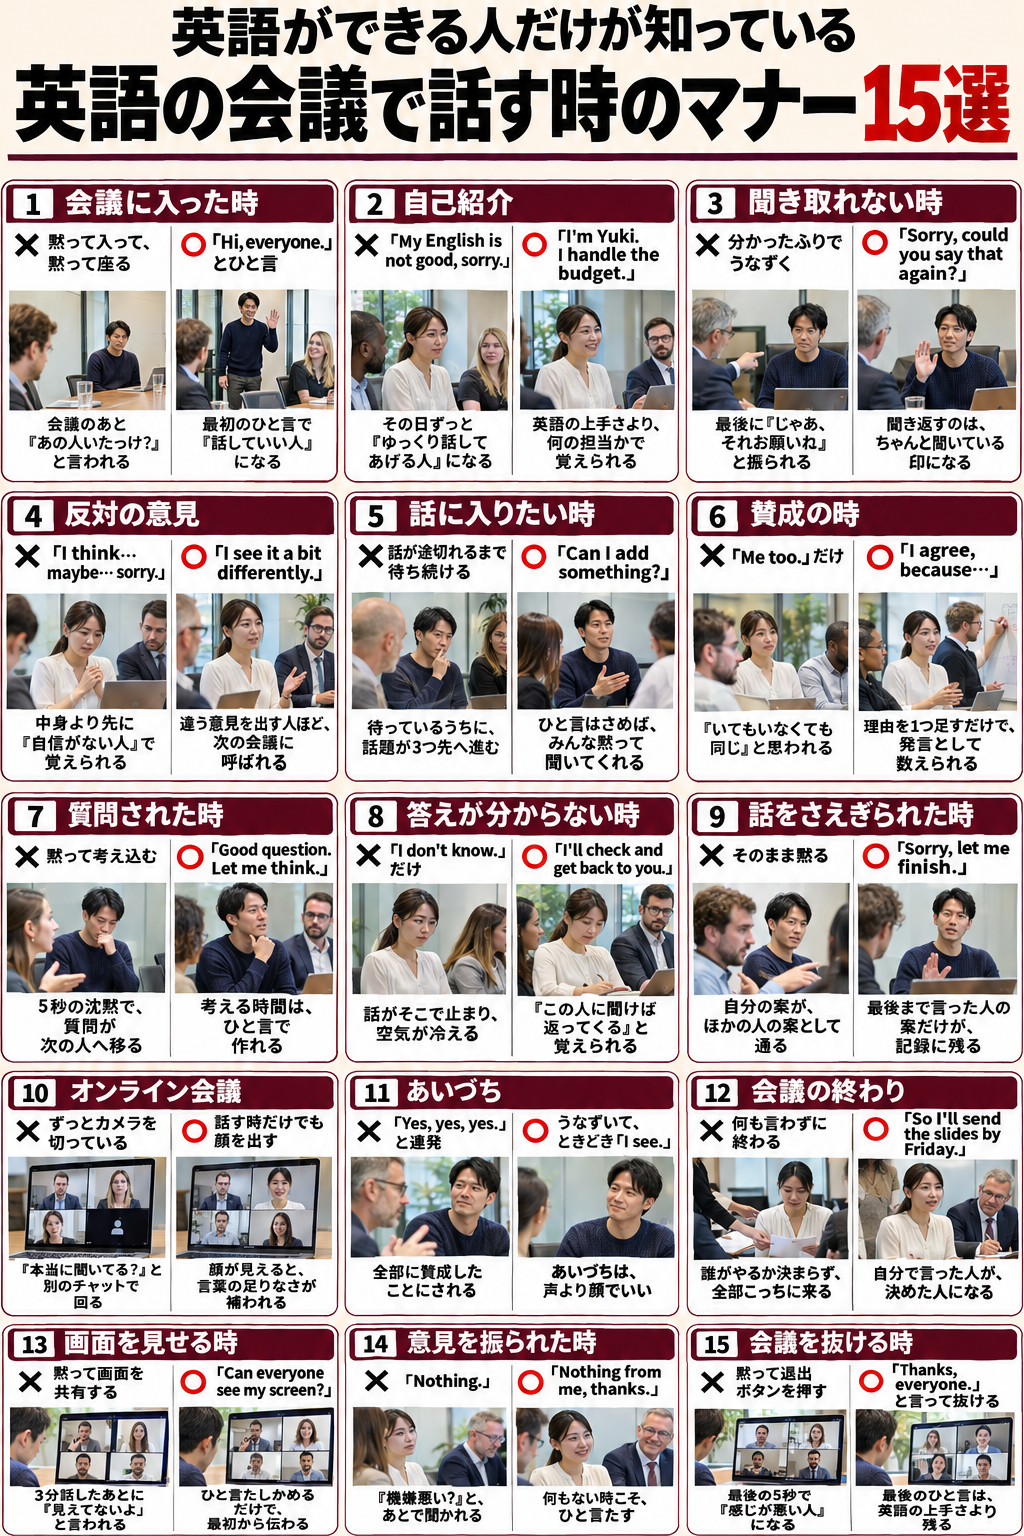 英語ができる人だけが知っている
英語の会議で話す時のマナー15選
1 会議に入った時
黙って入って、
黙って座る
「Hi, everyone.」
とひと言
会議のあと
『あの人いたっけ?』
と言われる
最初のひと言で
『話していい人』
になる
2 自己紹介
「My English is
not good, sorry.」
「I'm Yuki.
I handle the
budget.」
その日ずっと
『ゆっくり話して
あげる人』になる
英語の上手さより、
何の担当かで
覚えられる
3 聞き取れない時
分かったふりで
うなずく
「Sorry, could
you say that
again?」
最後に『じゃあ、
それお願いね』
と振られる
聞き返すのは、
ちゃんと聞いている
印になる
4 反対の意見
「I think…
maybe… sorry.」
「I see it a bit
differently.」
中身より先に
『自信がない人』で
覚えられる
違う意見を出す人ほど、
次の会議に
呼ばれる
5 話に入りたい時
話が途切れるまで
待ち続ける
「Can I add
something?」
待っているうちに、
話題が3つ先へ進む
ひと言はさめば、
みんな黙って
聞いてくれる
6 賛成の時
「Me too.」だけ
「I agree,
because…」
『いてもいなくても
同じ』と思われる
理由を1つ足すだけで、
発言として
数えられる
7 質問された時
黙って考え込む
「Good question.
Let me think.」
5秒の沈黙で、
質問が
次の人へ移る
考える時間は、
ひと言で
作れる
8 答えが分からない時
「I don't know.」
だけ
「I'll check and
get back to you.」
話がそこで止まり、
空気が冷える
『この人に聞けば
返ってくる』と
覚えられる
9 話をさえぎられた時
そのまま黙る
「Sorry, let me
finish.」
自分の案が、
ほかの人の案として
通る
最後まで言った人の
案だけが、
記録に残る
10 オンライン会議
ずっとカメラを
切っている
話す時だけでも
顔を出す
『本当に聞いてる?』と
別のチャットで
回る
顔が見えると、
言葉の足りなさが
補われる
11 あいづち
「Yes, yes, yes.」
と連発
うなずいて、
ときどき「I see.」
全部に賛成した
ことにされる
あいづちは、
声より顔でいい
12 会議の終わり
何も言わずに
終わる
「So I'll send
the slides by
Friday.」
誰がやるか決まらず、
全部こっちに来る
自分で言った人が、
決めた人になる
13 画面を見せる時
黙って画面を
共有する
「Can everyone
see my screen?」
3分話したあとに
『見えてないよ』
と言われる
ひと言たしかめる
だけで、
最初から伝わる
14 意見を振られた時
「Nothing.」
「Nothing from
me, thanks.」
『機嫌悪い?』と、
あとで聞かれる
何もない時こそ、
ひと言たす
15 会議を抜ける時
黙って退出
ボタンを押す
「Thanks,
everyone.」
と言って抜ける
最後の5秒で
『感じが悪い人』
になる
最後のひと言は、
英語の上手さより
残る